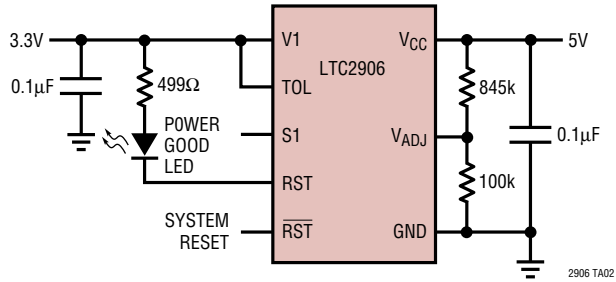 3.3V
V1
VCC
5V
LTC2906
0.1µF
499Ω
TOL
845k
POWER
GOOD
LED
S1
VADJ
0.1µF
RST
100k
SYSTEM
RESET
RST
GND
2906 TA02